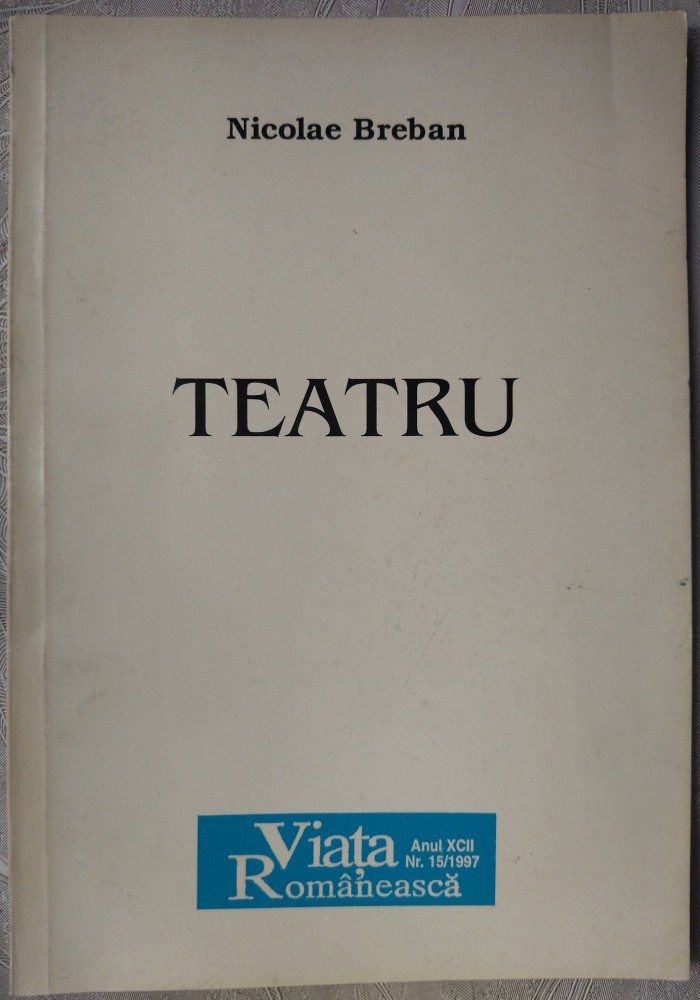 Nicolae Breban
TEATRU
Viața
Românească
Anul XCII
Nr. 15/1997